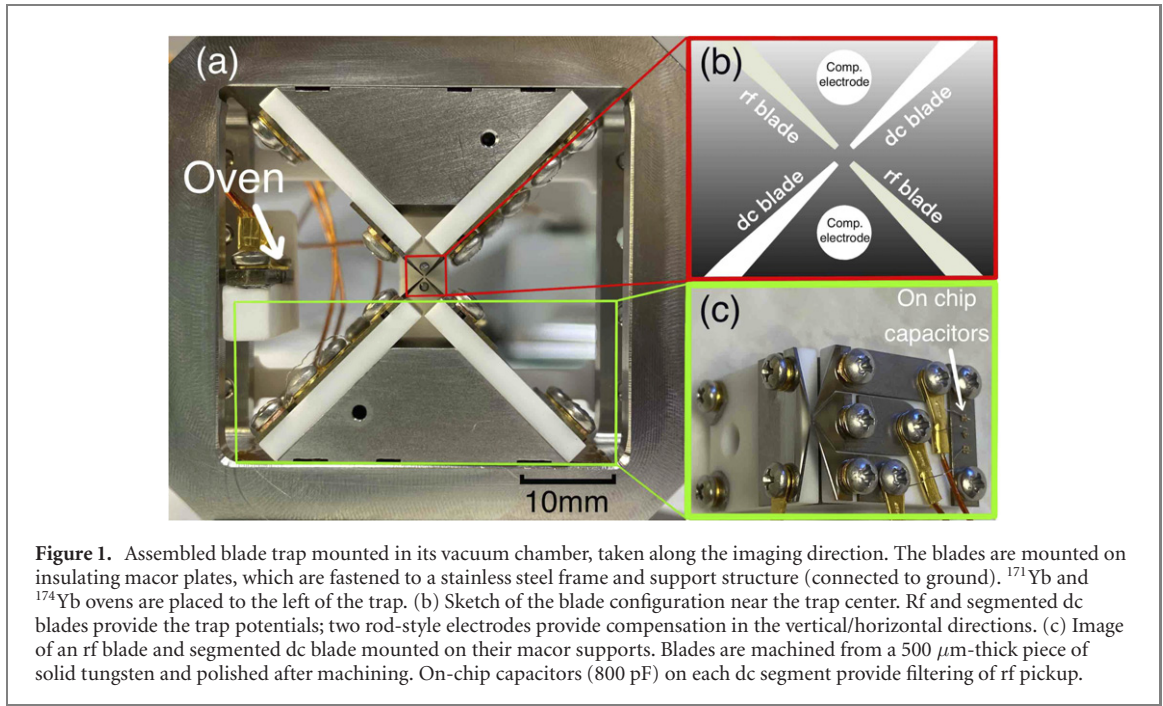 (a)
Oven
10mm
(b)
Comp.
electrode
rf blade
dc blade
dc blade
rf blade
Comp.
electrode
(c)
On chip
capacitors
Figure 1. Assembled blade trap mounted in its vacuum chamber, taken along the imaging direction. The blades are mounted on
insulating macor plates, which are fastened to a stainless steel frame and support structure (connected to ground). ¹⁷¹Yb and
¹⁷⁴Yb ovens are placed to the left of the trap. (b) Sketch of the blade configuration near the trap center. Rf and segmented dc
blades provide the trap potentials; two rod-style electrodes provide compensation in the vertical/horizontal directions. (c) Image
of an rf blade and segmented dc blade mounted on their macor supports. Blades are machined from a 500 μm-thick piece of
solid tungsten and polished after machining. On-chip capacitors (800 pF) on each dc segment provide filtering of rf pickup.